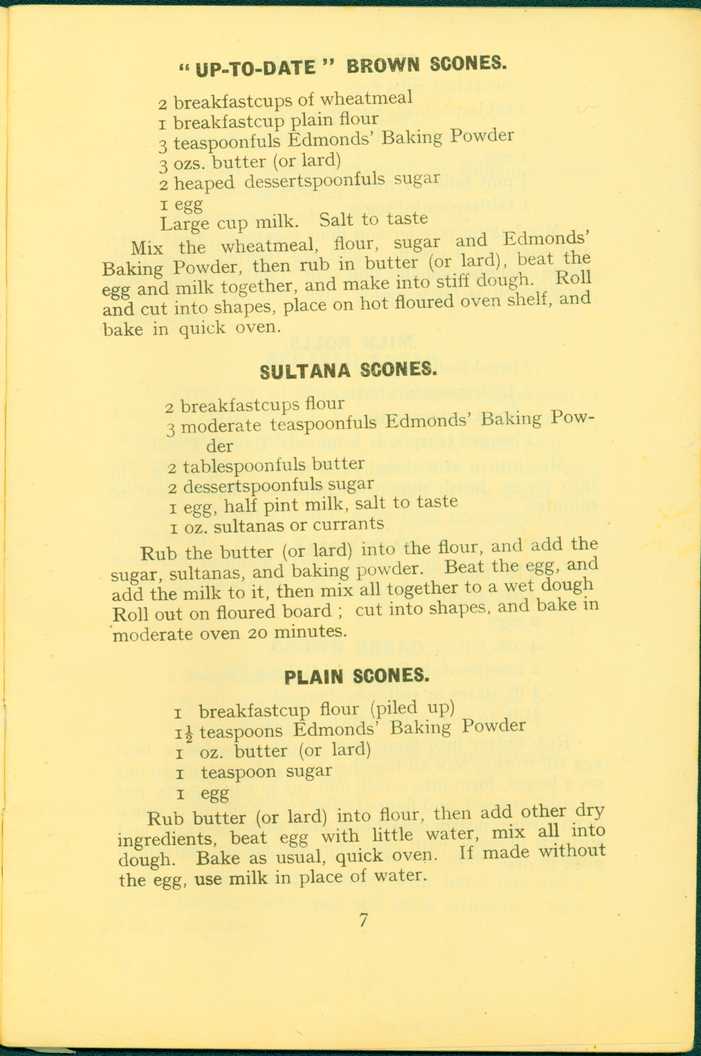 “ UP-TO-DATE ” BROWN SCONES.
2 breakfastcups of wheatmeal
1 breakfastcup plain flour
3 teaspoonfuls Edmonds’ Baking Powder
3 ozs. butter (or lard)
2 heaped dessertspoonfuls sugar
1 egg
Large cup milk. Salt to taste
Mix the wheatmeal, flour, sugar and Edmonds’
Baking Powder, then rub in butter (or lard), beat the
egg and milk together, and make into stiff dough. Roll
and cut into shapes, place on hot floured oven shelf, and
bake in quick oven.
SULTANA SCONES.
2 breakfastcups flour
3 moderate teaspoonfuls Edmonds’ Baking Pow-
der
2 tablespoonfuls butter
2 dessertspoonfuls sugar
1 egg, half pint milk, salt to taste
1 oz. sultanas or currants
Rub the butter (or lard) into the flour, and add the
sugar, sultanas, and baking powder. Beat the egg, and
add the milk to it, then mix all together to a wet dough
Roll out on floured board ; cut into shapes, and bake in
moderate oven 20 minutes.
PLAIN SCONES.
1 breakfastcup flour (piled up)
1½ teaspoons Edmonds’ Baking Powder
1 oz. butter (or lard)
1 teaspoon sugar
1 egg
Rub butter (or lard) into flour, then add other dry
ingredients, beat egg with little water, mix all into
dough. Bake as usual, quick oven. If made without
the egg, use milk in place of water.
7